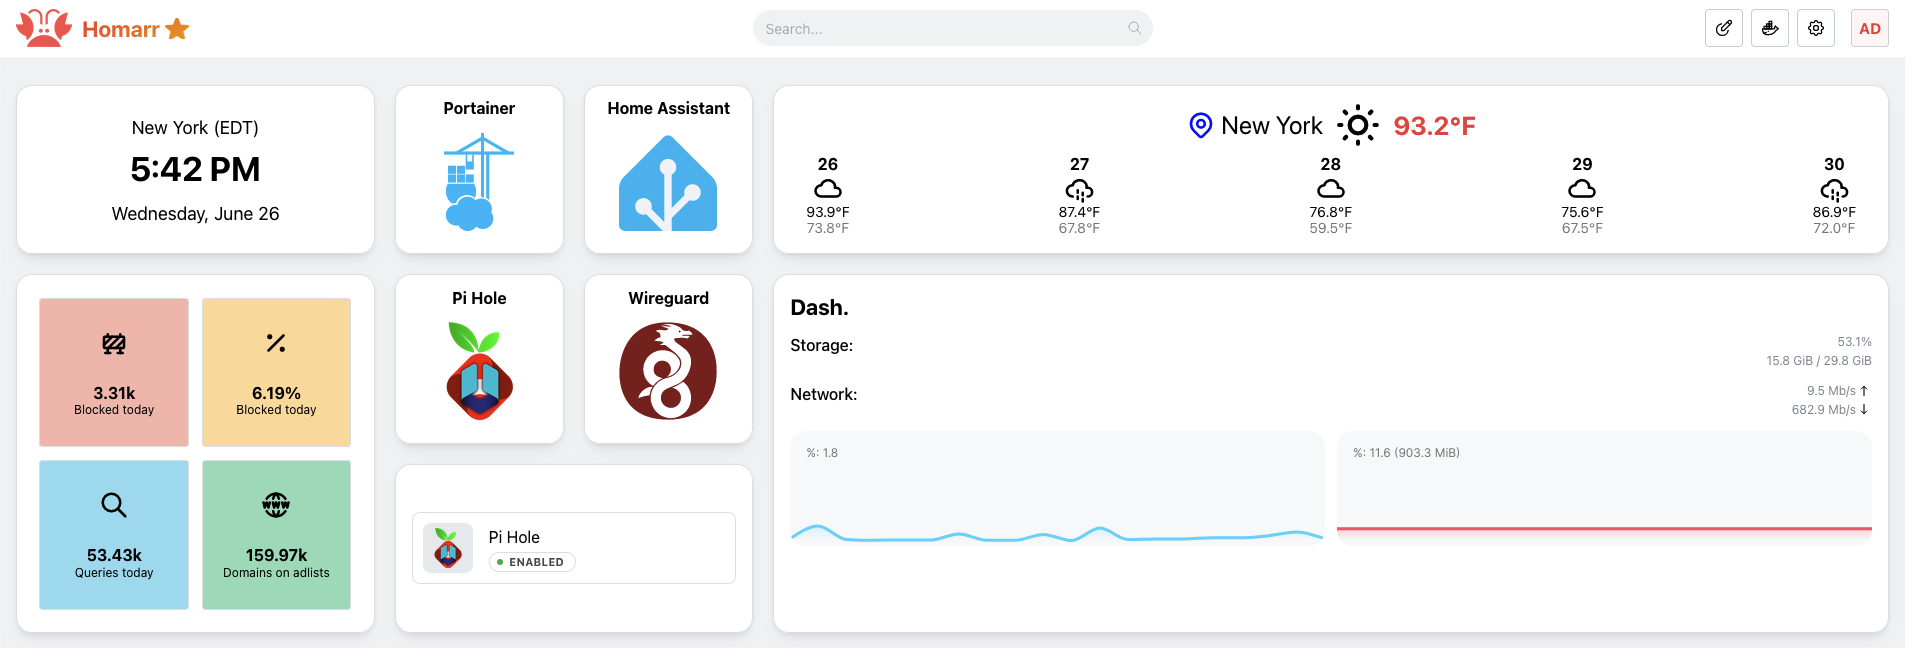 Homarr
Search...
AD
New York (EDT)
5:42 PM
Wednesday, June 26
Portainer
Home Assistant
New York 93.2°F
26 27 28 29 30
93.9°F 87.4°F 76.8°F 75.6°F 86.9°F
73.8°F 67.8°F 59.5°F 67.5°F 72.0°F
3.31k
Blocked today
6.19%
Blocked today
53.43k
Queries today
WWW
159.97k
Domains on adlists
Pi Hole
Wireguard
Pi Hole
ENABLED
Dash.
Storage: 53.1%
15.8 GiB / 29.8 GiB
Network: 9.5 Mb/s ↑
682.9 Mb/s ↓
%: 1.8
%: 11.6 (903.3 MiB)